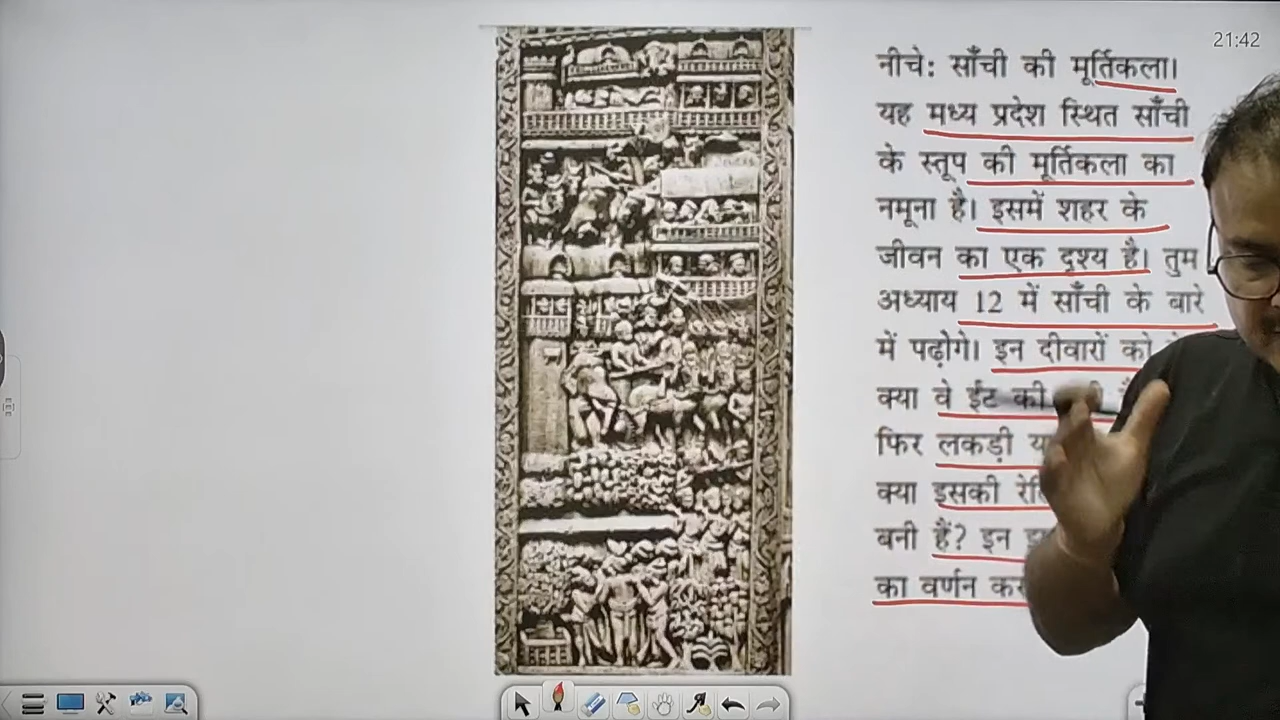 21:42
नीचे: साँची की मूर्तिकला।
यह मध्य प्रदेश स्थित साँची
के स्तूप की मूर्तिकला का
नमूना है। इसमें शहर के
जीवन का एक दृश्य है। तुम
अध्याय 12 में साँची के बारे
में पढ़ोगे। इन दीवारों को
क्या वे ईंट की
फिर लकड़ी
क्या इसकी
बनी हैं? इन
का वर्णन